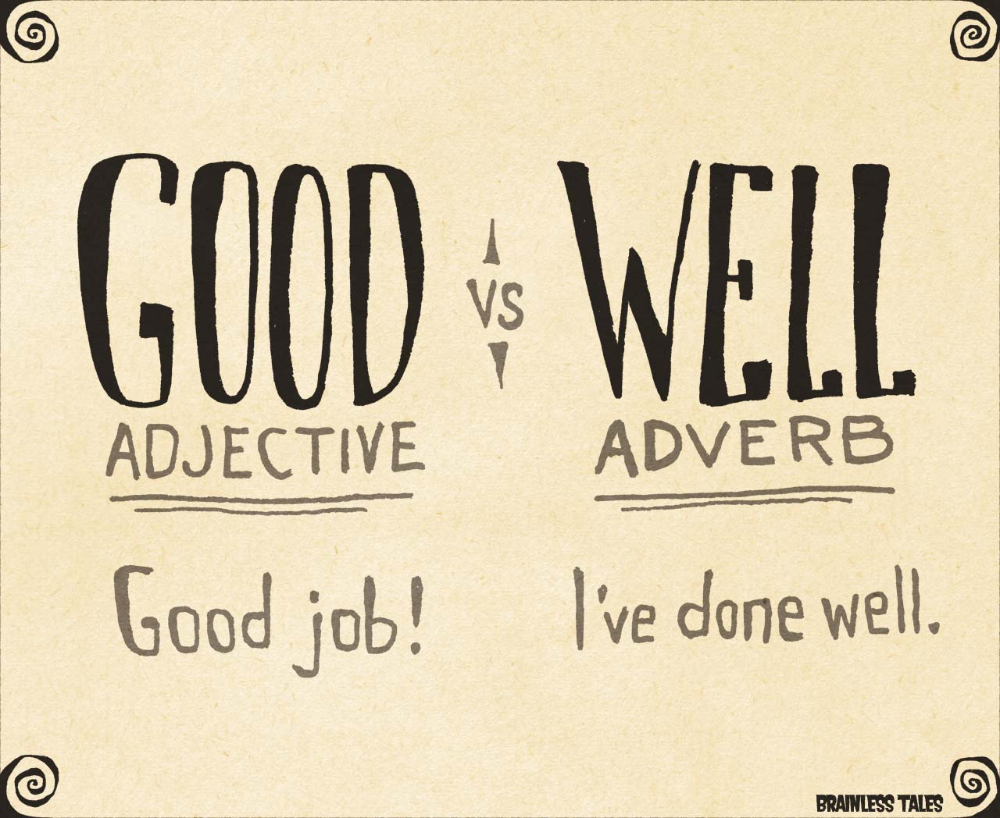 GOOD VS WELL
ADJECTIVE
ADVERB
Good job!
I've done well.
BRAINLESS TALES